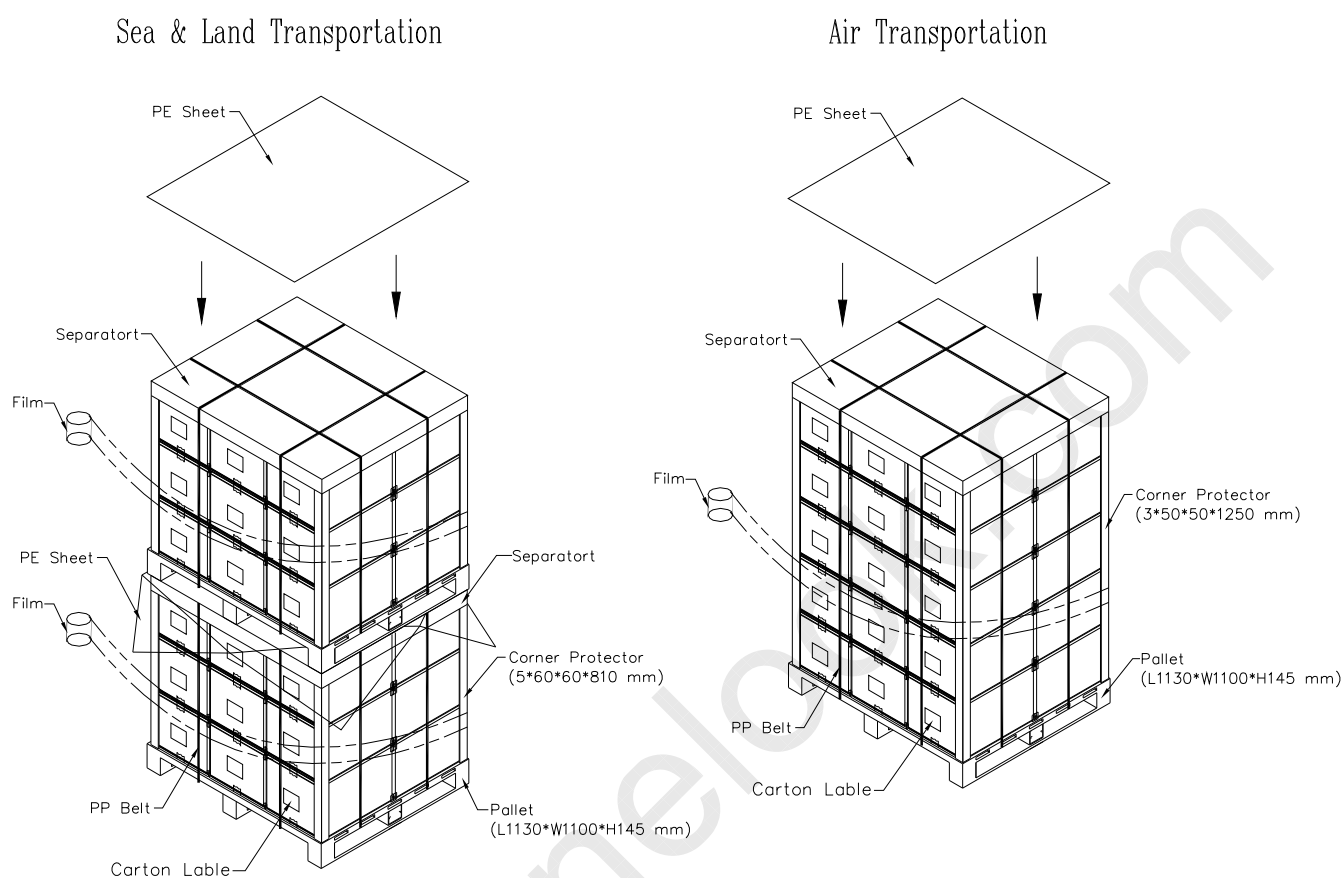 Sea & Land Transportation
PE Sheet
Separatort
Film
PE Sheet
Separatort
Film
Corner Protector
(5*60*60*810 mm)
PP Belt
Pallet
(L1130*W1100*H145 mm)
Carton Lable
Air Transportation
PE Sheet
Separatort
Film
Corner Protector
(3*50*50*1250 mm)
Pallet
(L1130*W1100*H145 mm)
PP Belt
Carton Lable
nelook.com